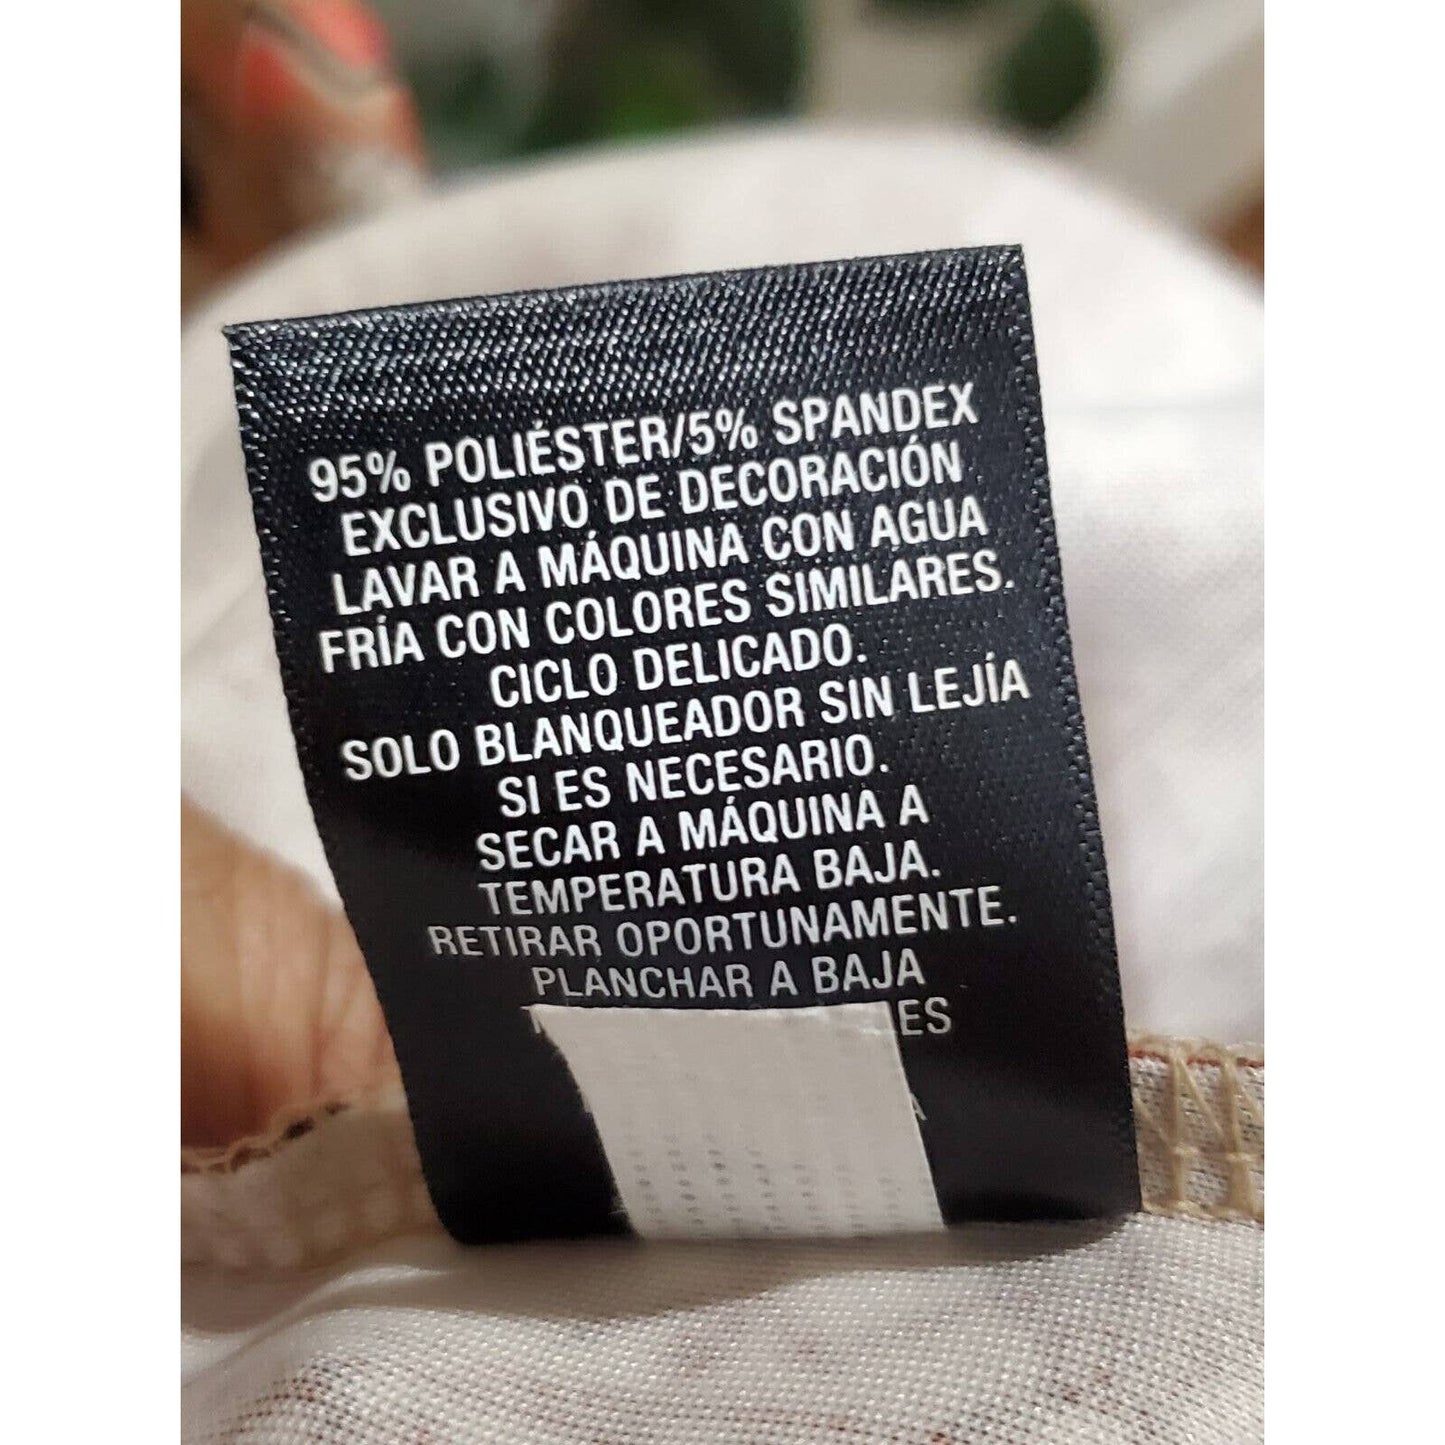 95% POLIÉSTER/5% SPANDEX
EXCLUSIVO DE DECORACIÓN
LAVAR A MÁQUINA CON AGUA
FRÍA CON COLORES SIMILARES.
CICLO DELICADO.
SOLO BLANQUEADOR SIN LEJÍA
SI ES NECESARIO.
SECAR A MÁQUINA A
TEMPERATURA BAJA.
RETIRAR OPORTUNAMENTE.
PLANCHAR A BAJA